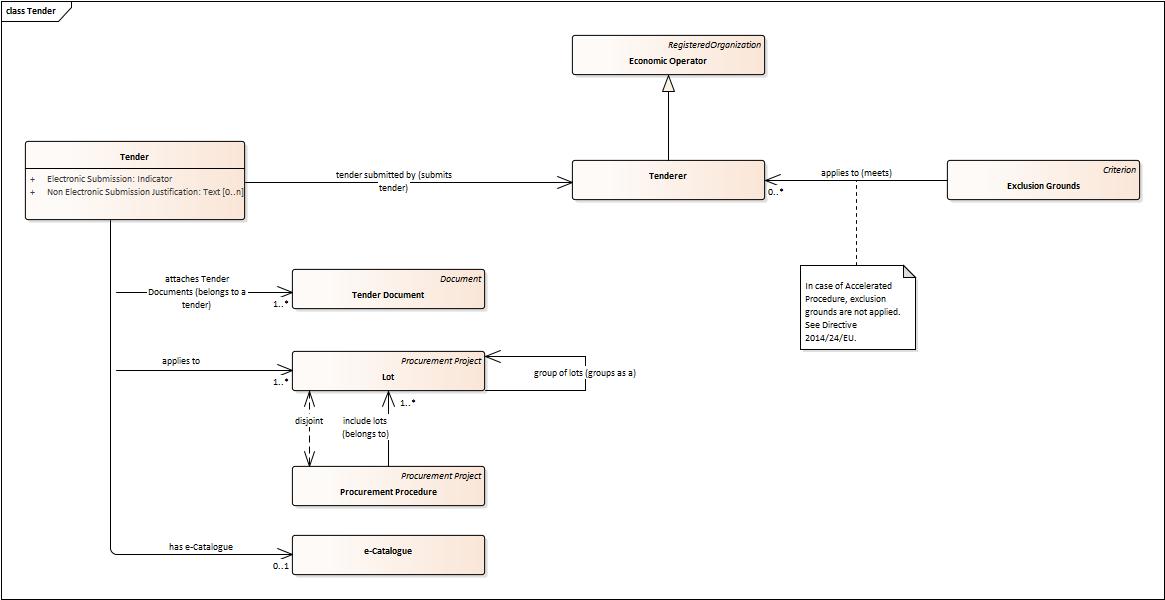 class Tender
RegisteredOrganization
Economic Operator
Tender
+ Electronic Submission: Indicator
+ Non Electronic Submission Justification: Text [0..n]
tender submitted by (submits
tender)
Tenderer
0..*
applies to (meets)
Criterion
Exclusion Grounds
In case of Accelerated
Procedure, exclusion
grounds are not applied.
See Directive
2014/24/EU.
attaches Tender
Documents (belongs to a
tender)
1..*
Document
Tender Document
applies to
1..*
Procurement Project
Lot
group of lots (groups as a)
disjoint
include lots
(belongs to)
1..*
Procurement Project
Procurement Procedure
has e-Catalogue
0..1
e-Catalogue